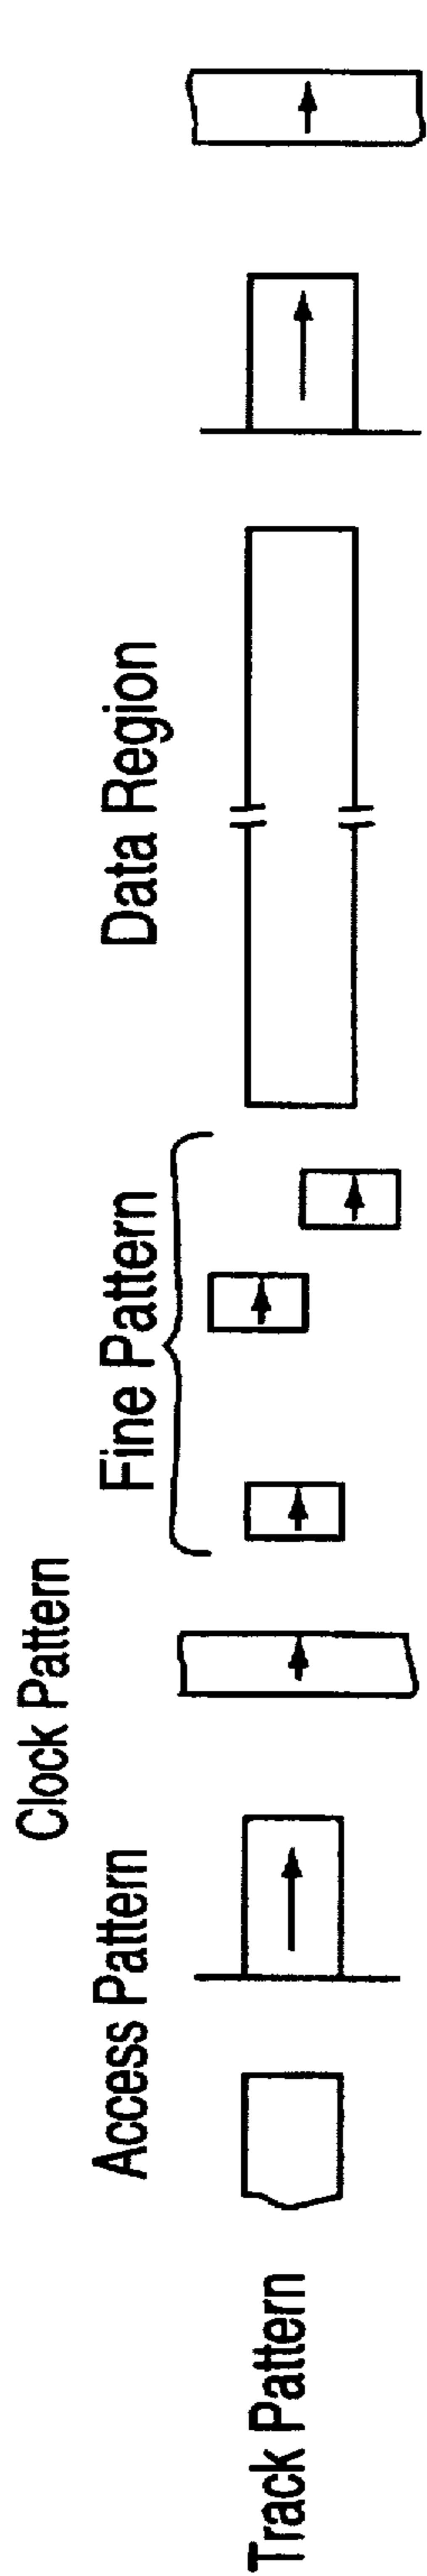 Track Pattern
Access Pattern
Clock Pattern
Fine Pattern
Data Region